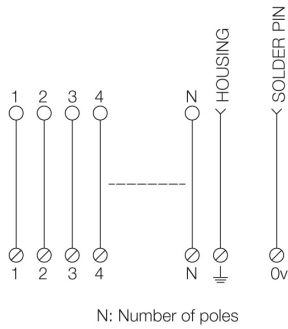 HOUSING
SOLDER PIN
1 2 3 4 N
1 2 3 4 N 0v
N: Number of poles